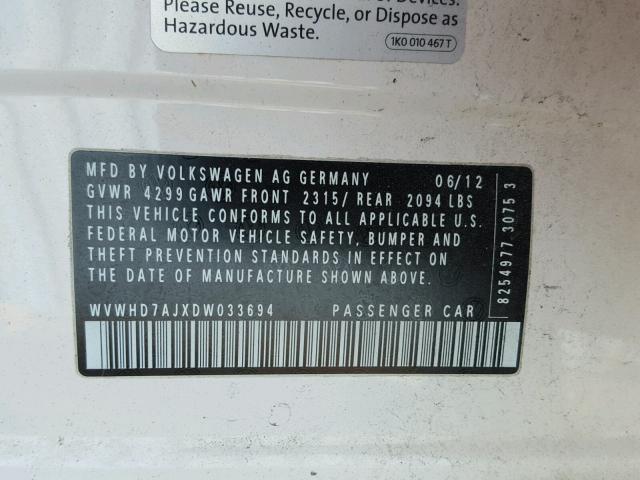 Please Reuse, Recycle, or Dispose as
Hazardous Waste.
1K0 010 467 T
MFD BY VOLKSWAGEN AG GERMANY 06/12
GVWR 4299 GAWR FRONT 2315/ REAR 2094 LBS
THIS VEHICLE CONFORMS TO ALL APPLICABLE U.S.
FEDERAL MOTOR VEHICLE SAFETY, BUMPER AND
THEFT PREVENTION STANDARDS IN EFFECT ON
THE DATE OF MANUFACTURE SHOWN ABOVE.
WVWHD7AJXDW033694 PASSENGER CAR
8254977 3075 3